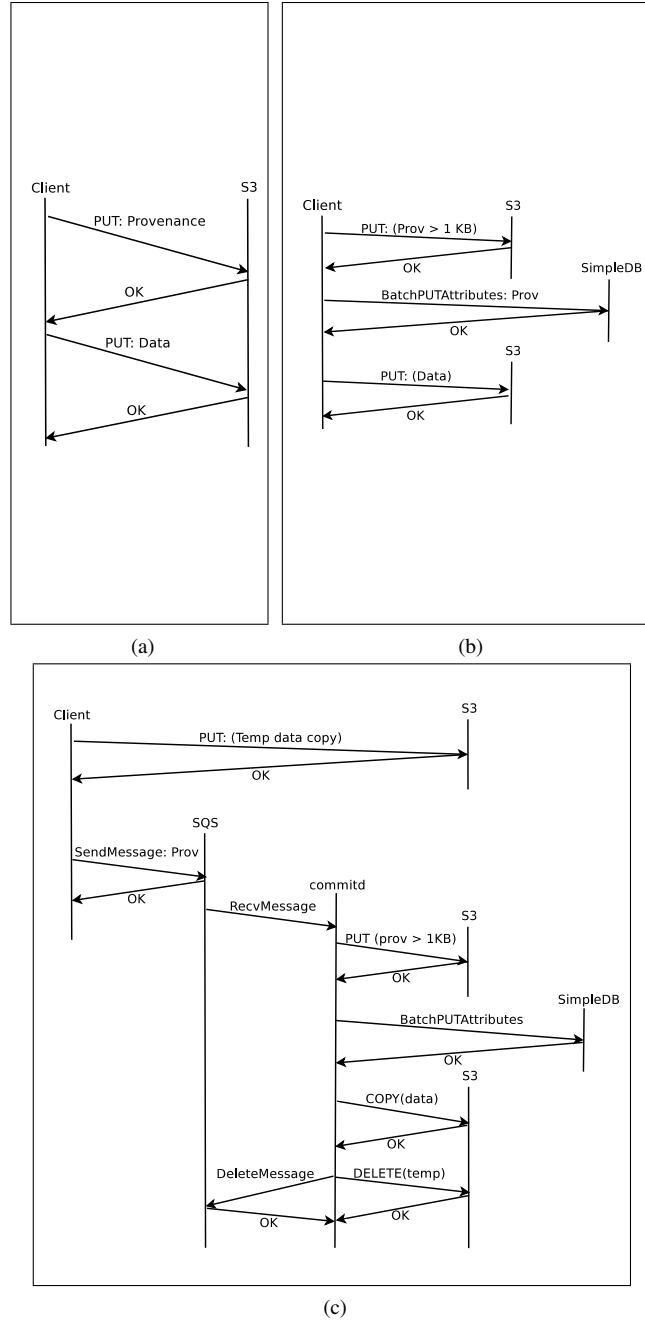 Client
S3
PUT: Provenance
OK
PUT: Data
OK
(a)
Client
S3
PUT: (Prov > 1 KB)
OK
SimpleDB
BatchPUTAttributes: Prov
OK
S3
PUT: (Data)
OK
(b)
Client
S3
PUT: (Temp data copy)
OK
SQS
SendMessage: Prov
OK
commitd
RecvMessage
S3
PUT (prov > 1KB)
OK
SimpleDB
BatchPUTAttributes
OK
S3
COPY(data)
OK
DeleteMessage
DELETE(temp)
OK
OK
(c)